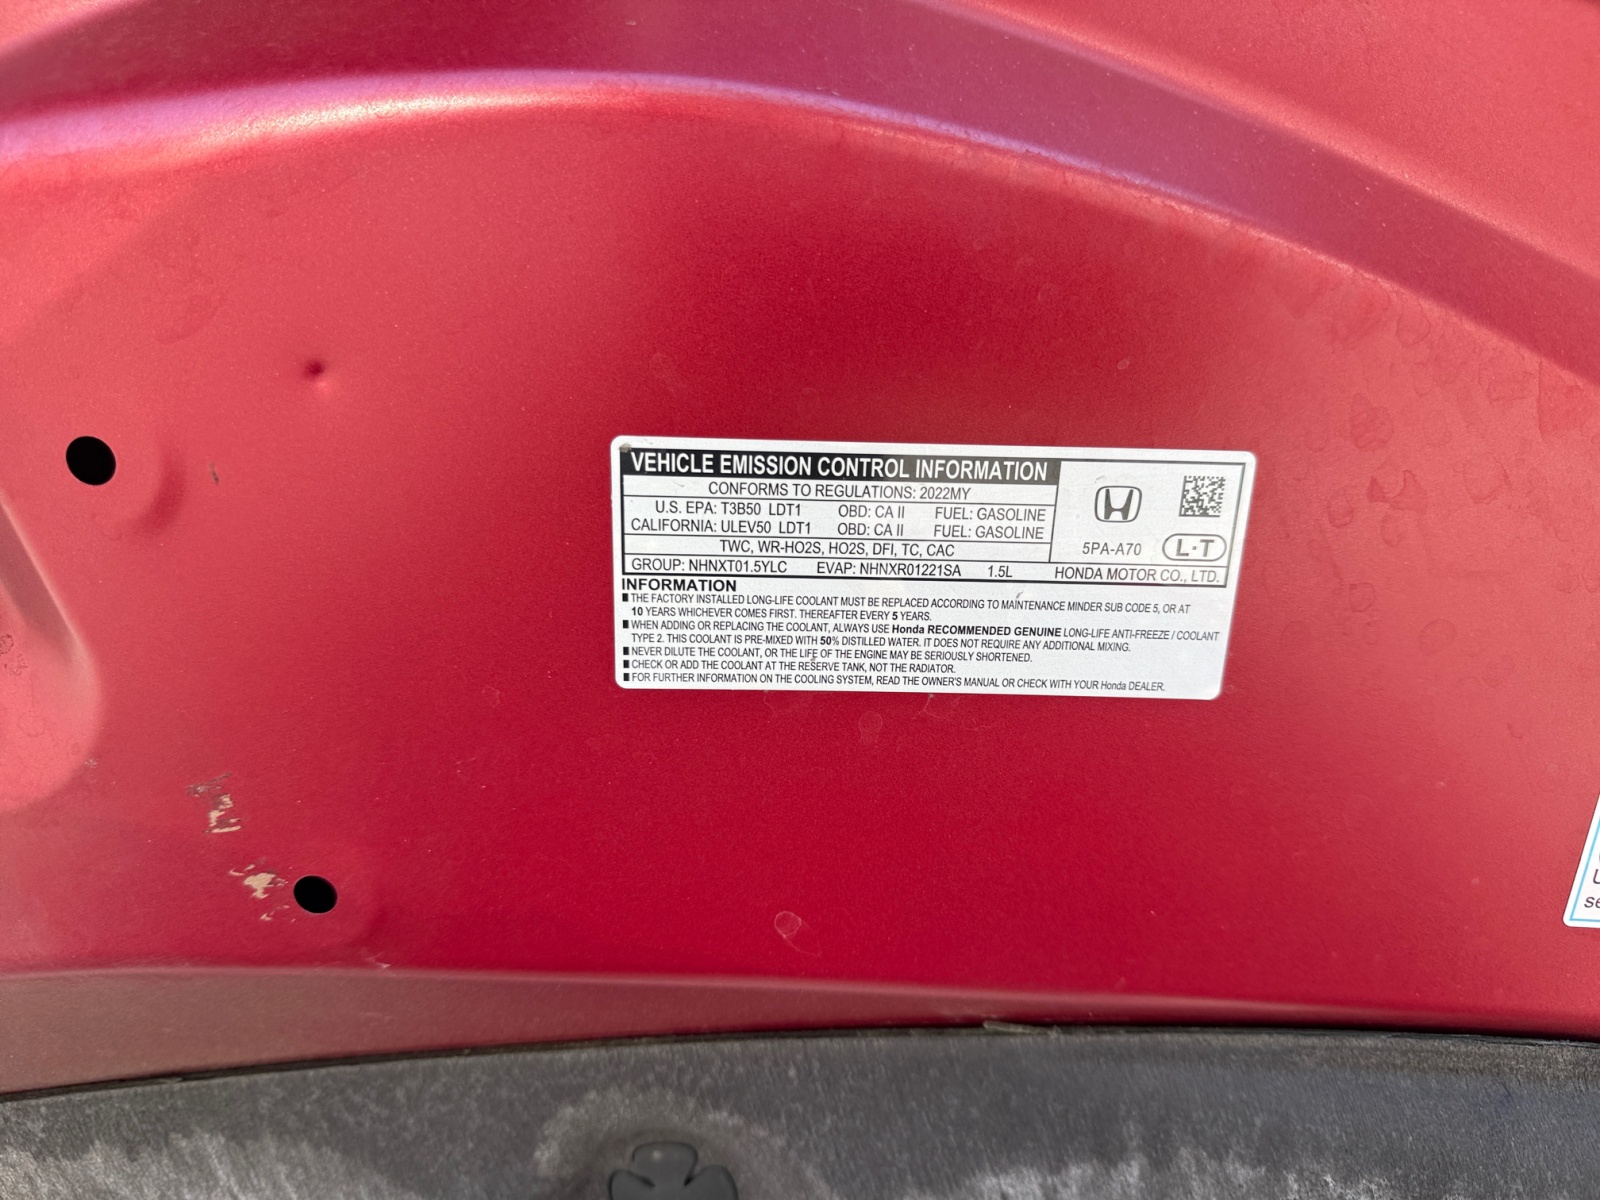 VEHICLE EMISSION CONTROL INFORMATION
CONFORMS TO REGULATIONS: 2022MY
U.S. EPA: T3B50 LDT1 OBD: CA II FUEL: GASOLINE
CALIFORNIA: ULEV50 LDT1 OBD: CA II FUEL: GASOLINE
TWC, WR-HO2S, HO2S, DFI, TC, CAC
5PA-A70 L·T
GROUP: NHNXT01.5YLC EVAP: NHNXR01221SA 1.5L HONDA MOTOR CO., LTD.
INFORMATION
■ THE FACTORY INSTALLED LONG-LIFE COOLANT MUST BE REPLACED ACCORDING TO MAINTENANCE MINDER SUB CODE 5, OR AT
10 YEARS WHICHEVER COMES FIRST. THEREAFTER EVERY 5 YEARS.
■ WHEN ADDING OR REPLACING THE COOLANT, ALWAYS USE Honda RECOMMENDED GENUINE LONG-LIFE ANTI-FREEZE / COOLANT
TYPE 2. THIS COOLANT IS PRE-MIXED WITH 50% DISTILLED WATER. IT DOES NOT REQUIRE ANY ADDITIONAL MIXING.
■ NEVER DILUTE THE COOLANT, OR THE LIFE OF THE ENGINE MAY BE SERIOUSLY SHORTENED.
■ CHECK OR ADD THE COOLANT AT THE RESERVE TANK, NOT THE RADIATOR.
■ FOR FURTHER INFORMATION ON THE COOLING SYSTEM, READ THE OWNER'S MANUAL OR CHECK WITH YOUR Honda DEALER.